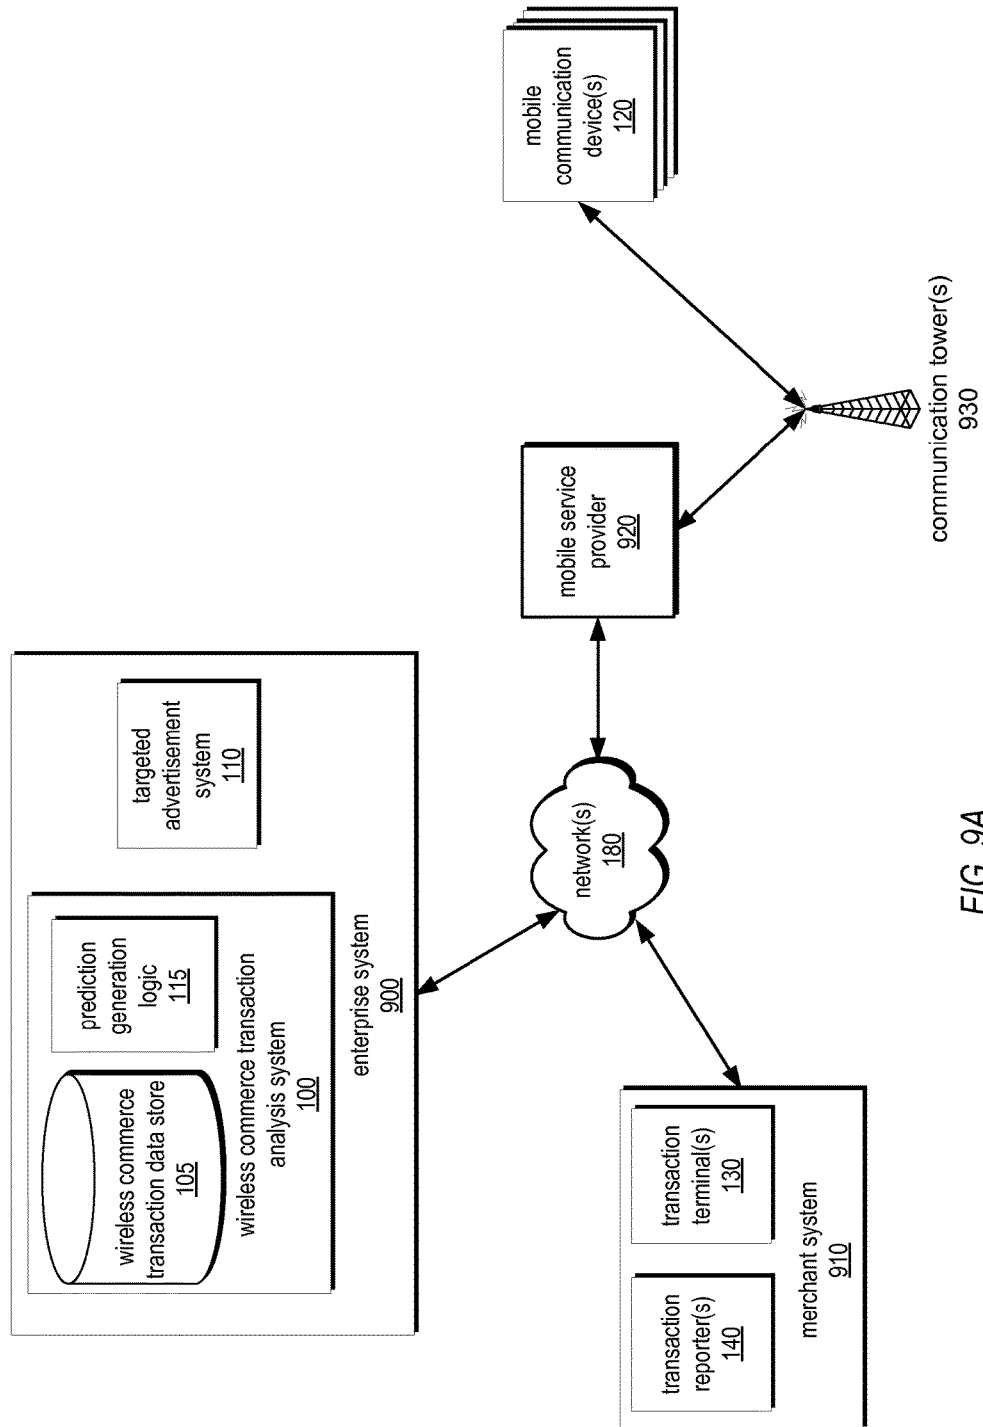 wireless commerce
transaction data store
105
prediction
generation
logic
115
wireless commerce transaction
analysis system
100
targeted
advertisement
system
110
enterprise system
900
transaction
reporter(s)
140
transaction
terminal(s)
130
merchant system
910
network(s)
180
mobile service
provider
920
mobile
communication
device(s)
120
communication tower(s)
930
FIG. 9A